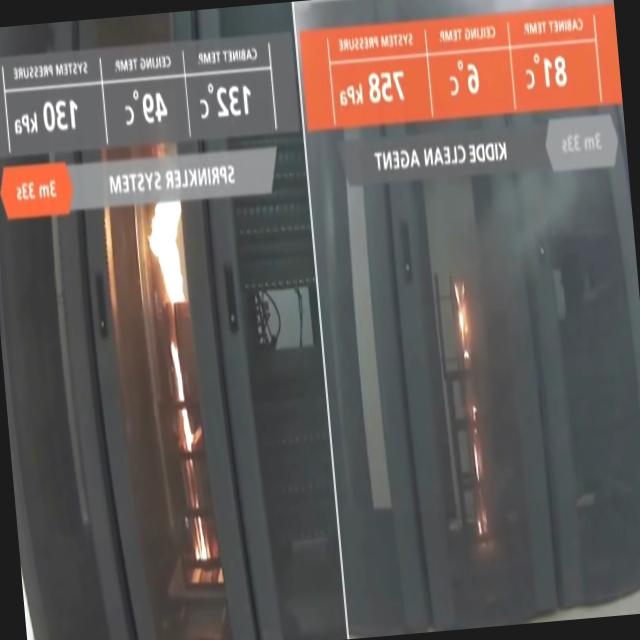 CABINET TEMP. CEILING TEMP. SYSTEM PRESSURE
81°C 6°C 758 kPa
3m 33s KIDDE CLEAN AGENT
CABINET TEMP. CEILING TEMP. SYSTEM PRESSURE
132°C 49°C 130 kPa
SPRINKLER SYSTEM 3m 33s